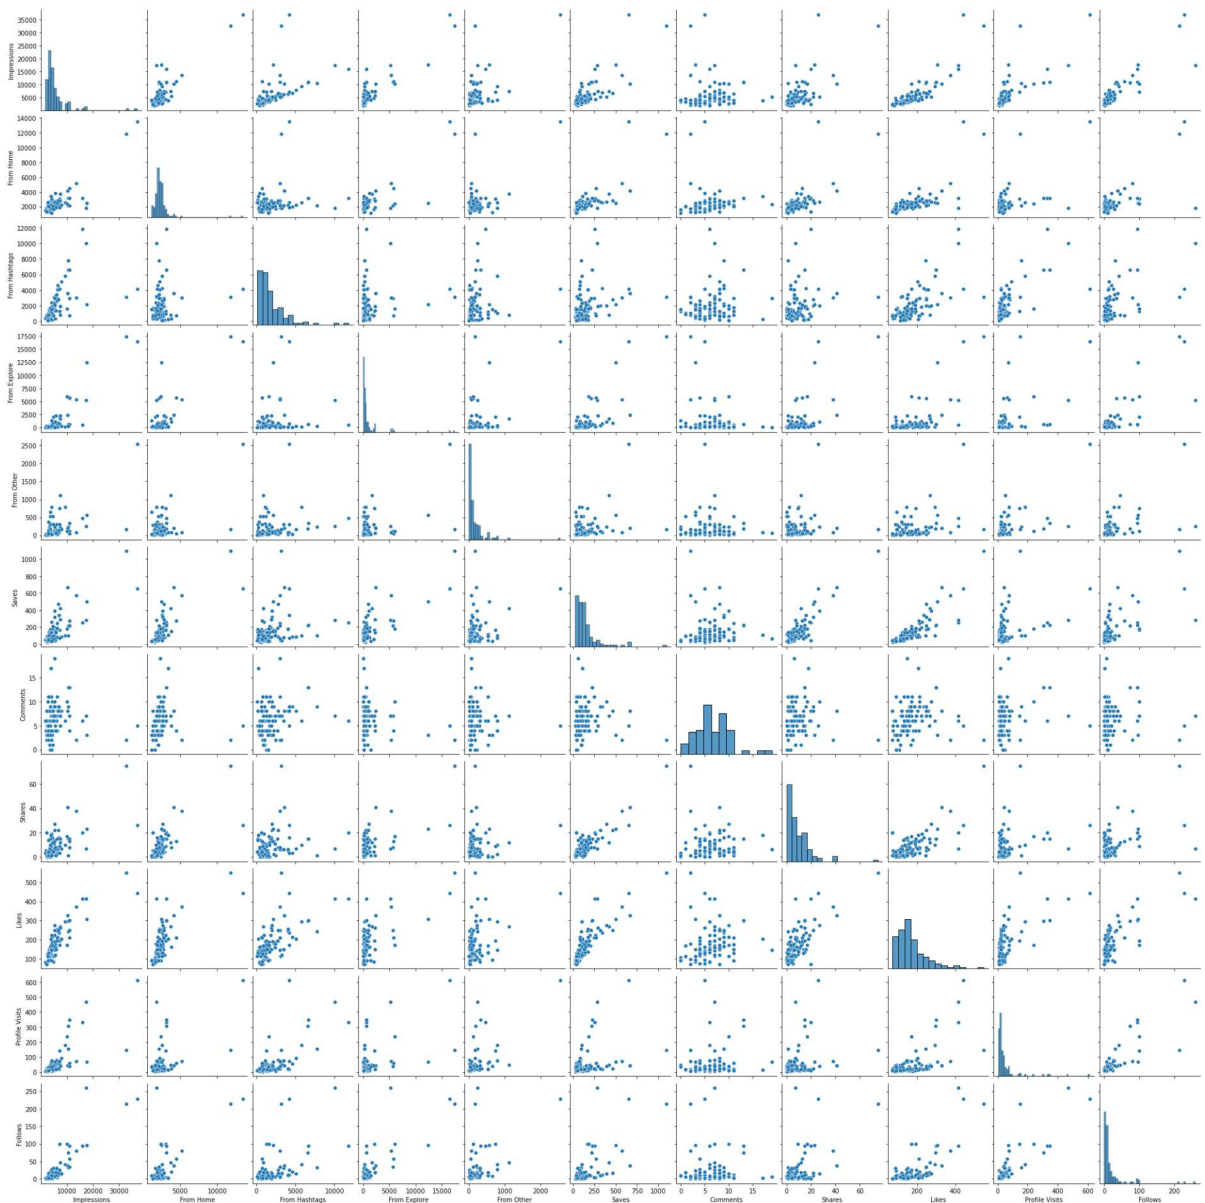 35000
30000
25000
20000
15000
10000
5000
Impressions
14000
12000
10000
8000
6000
4000
2000
0
From Home
12000
10000
8000
6000
4000
2000
0
From Hashtags
17500
15000
12500
10000
7500
5000
2500
0
From Explore
2500
2000
1500
1000
500
0
From Other
1000
800
600
400
200
0
Saves
15
10
5
0
Comments
60
40
20
0
Shares
500
400
300
200
100
Likes
600
500
400
300
200
100
0
Profile Visits
250
200
150
100
50
0
Follows
10000 20000 30000
Impressions
5000 10000
From Home
0 5000 10000
From Hashtags
0 5000 10000 15000
From Explore
0 1000 2000
From Other
0 250 500 750 1000
Saves
0 5 10 15
Comments
0 20 40 60
Shares
200 400
Likes
0 200 400 600
Profile Visits
0 100 200
Follows